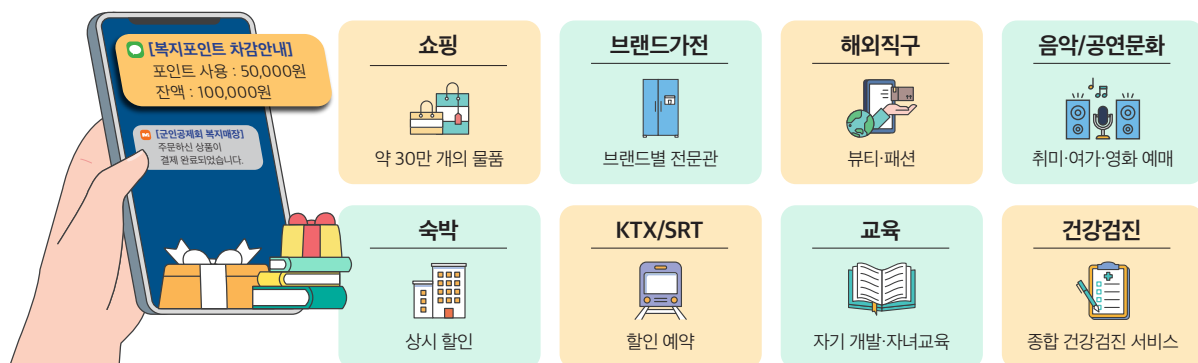 [복지포인트 차감안내]
포인트 사용 : 50,000원
잔액 : 100,000원
[군인공제회 복지매장]
주문하신 상품이
결제 완료되었습니다.
쇼핑
약 30만 개의 물품
브랜드가전
브랜드별 전문관
해외직구
뷰티·패션
음악/공연문화
취미·여가·영화 예매
숙박
상시 할인
KTX/SRT
할인 예약
교육
자기 개발·자녀교육
건강검진
종합 건강검진 서비스